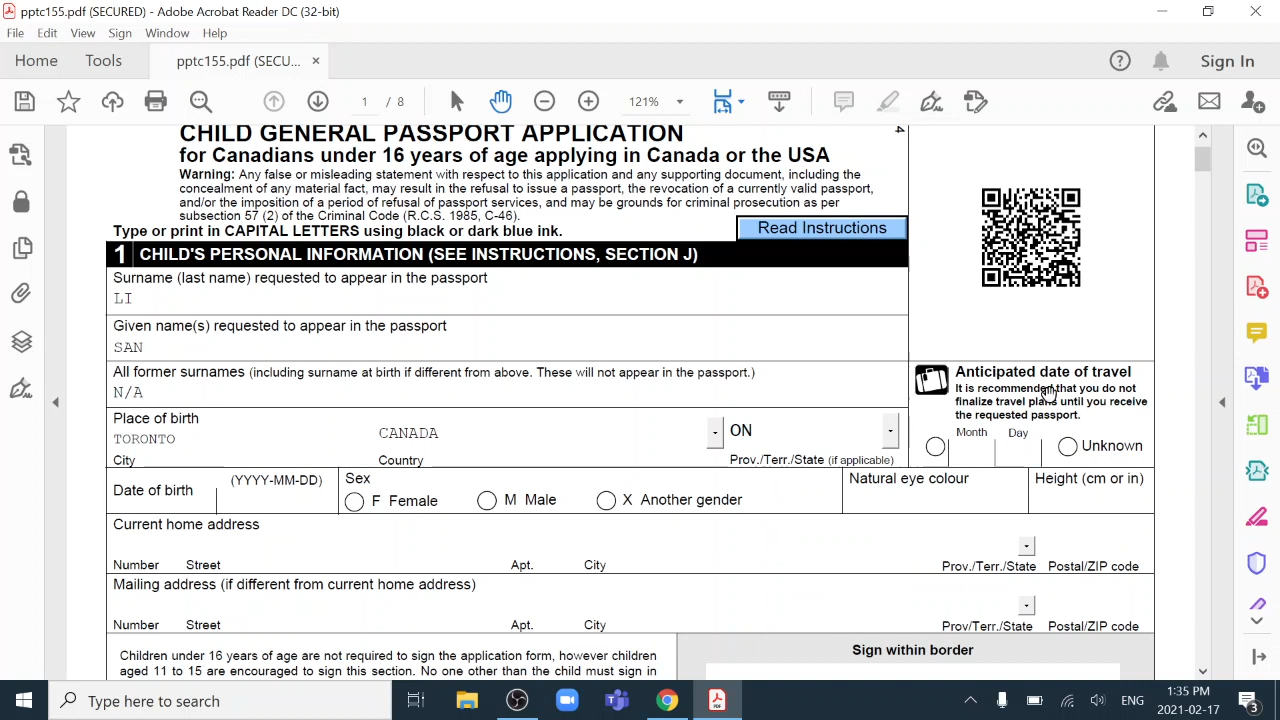 pptc155.pdf (SECURED) - Adobe Acrobat Reader DC (32-bit)
File Edit View Sign Window Help
Home Tools pptc155.pdf (SECU... × Sign In
1 / 8 121%
CHILD GENERAL PASSPORT APPLICATION
for Canadians under 16 years of age applying in Canada or the USA
Warning: Any false or misleading statement with respect to this application and any supporting document, including the
concealment of any material fact, may result in the refusal to issue a passport, the revocation of a currently valid passport,
and/or the imposition of a period of refusal of passport services, and may be grounds for criminal prosecution as per
subsection 57 (2) of the Criminal Code (R.C.S. 1985, C-46).
Type or print in CAPITAL LETTERS using black or dark blue ink.
Read Instructions
1 CHILD'S PERSONAL INFORMATION (SEE INSTRUCTIONS, SECTION J)
Surname (last name) requested to appear in the passport
LI
Given name(s) requested to appear in the passport
SAN
All former surnames (including surname at birth if different from above. These will not appear in the passport.)
N/A
Anticipated date of travel
It is recommended that you do not
finalize travel plans until you receive
the requested passport.
Month Day
Unknown
Place of birth
TORONTO CANADA ON
City Country Prov./Terr./State (if applicable)
Date of birth (YYYY-MM-DD)
Sex
F Female M Male X Another gender
Natural eye colour
Height (cm or in)
Current home address
Number Street Apt. City Prov./Terr./State Postal/ZIP code
Mailing address (if different from current home address)
Number Street Apt. City Prov/Terr./State Postal/ZIP code
Children under 16 years of age are not required to sign the application form, however children
aged 11 to 15 are encouraged to sign this section. No one other than the child must sign in
Sign within border
Type here to search
ENG
1:35 PM
2021-02-17
3